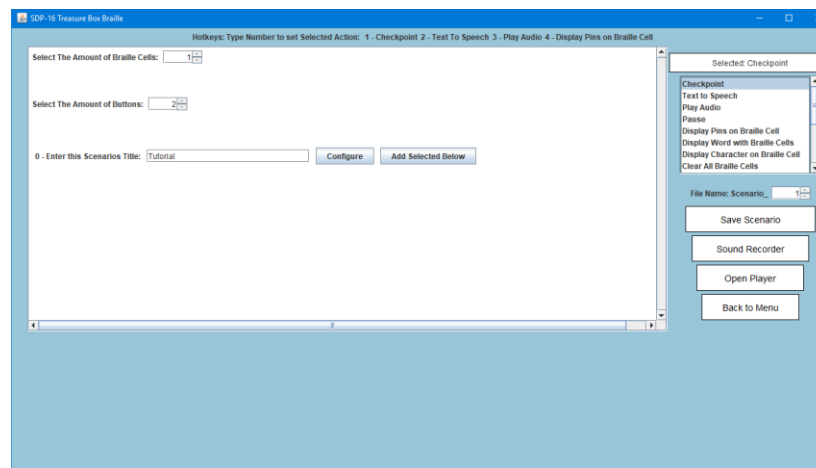 SDP-16 Treasure Box Braille
Hotkeys: Type Number to set Selected Action: 1 - Checkpoint 2 - Text To Speech 3 - Play Audio 4 - Display Pins on Braille Cell
Select The Amount of Braille Cells: 1
Select The Amount of Buttons: 2
0 - Enter this Scenarios Title: Tutorial Configure Add Selected Below
Selected: Checkpoint
Checkpoint
Text to Speech
Play Audio
Pause
Display Pins on Braille Cell
Display Word with Braille Cells
Display Character on Braille Cell
Clear All Braille Cells
File Name: Scenario_ 1
Save Scenario
Sound Recorder
Open Player
Back to Menu